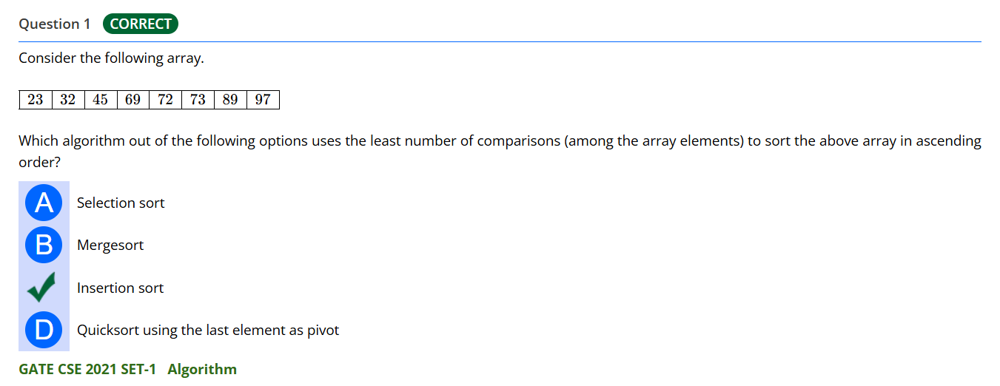 Question 1 CORRECT
Consider the following array.
23 32 45 69 72 73 89 97
Which algorithm out of the following options uses the least number of comparisons (among the array elements) to sort the above array in ascending
order?
A Selection sort
B Mergesort
Insertion sort
D Quicksort using the last element as pivot
GATE CSE 2021 SET-1 Algorithm